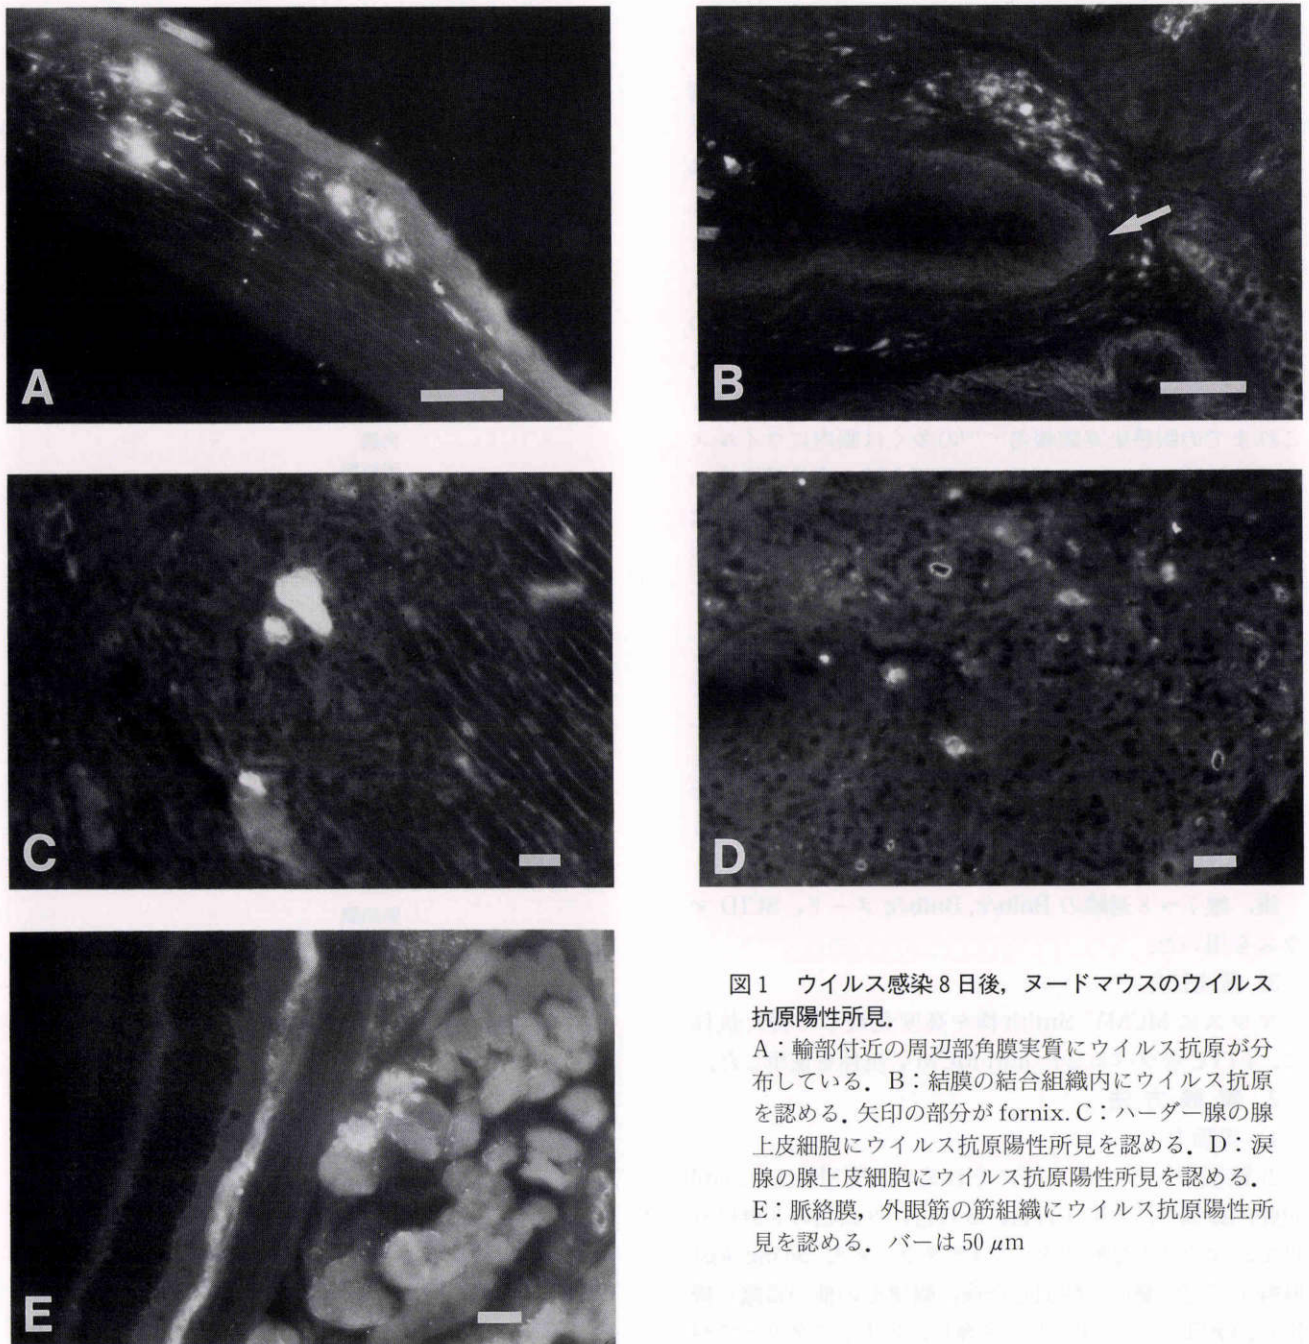 A
B
C
D
E
図1 ウイルス感染8日後，ヌードマウスのウイルス
抗原陽性所見．
A：輪部付近の周辺部角膜実質にウイルス抗原が分
布している．B：結膜の結合組織内にウイルス抗原
を認める．矢印の部分が fornix. C：ハーダー腺の腺
上皮細胞にウイルス抗原陽性所見を認める．D：涙
腺の腺上皮細胞にウイルス抗原陽性所見を認める．
E：脈絡膜，外眼筋の筋組織にウイルス抗原陽性所
見を認める．バーは 50 μm